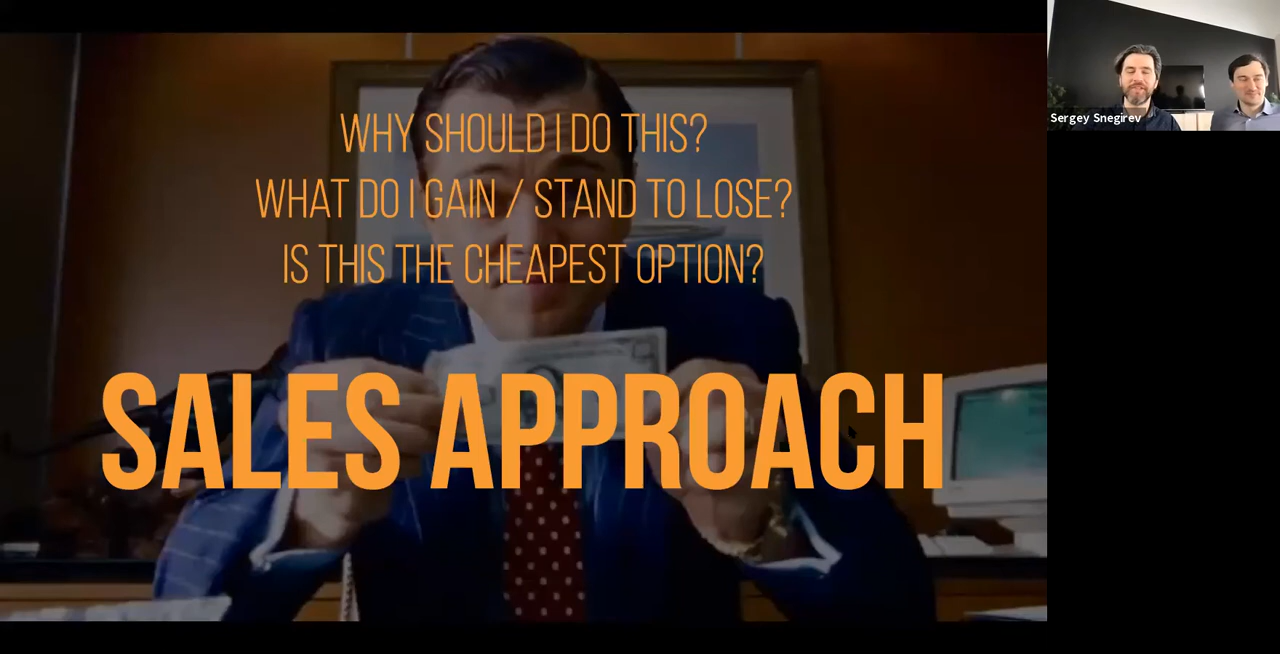 WHY SHOULD I DO THIS?
WHAT DO I GAIN / STAND TO LOSE?
IS THIS THE CHEAPEST OPTION?
SALES APPROACH
Sergey Snegirev